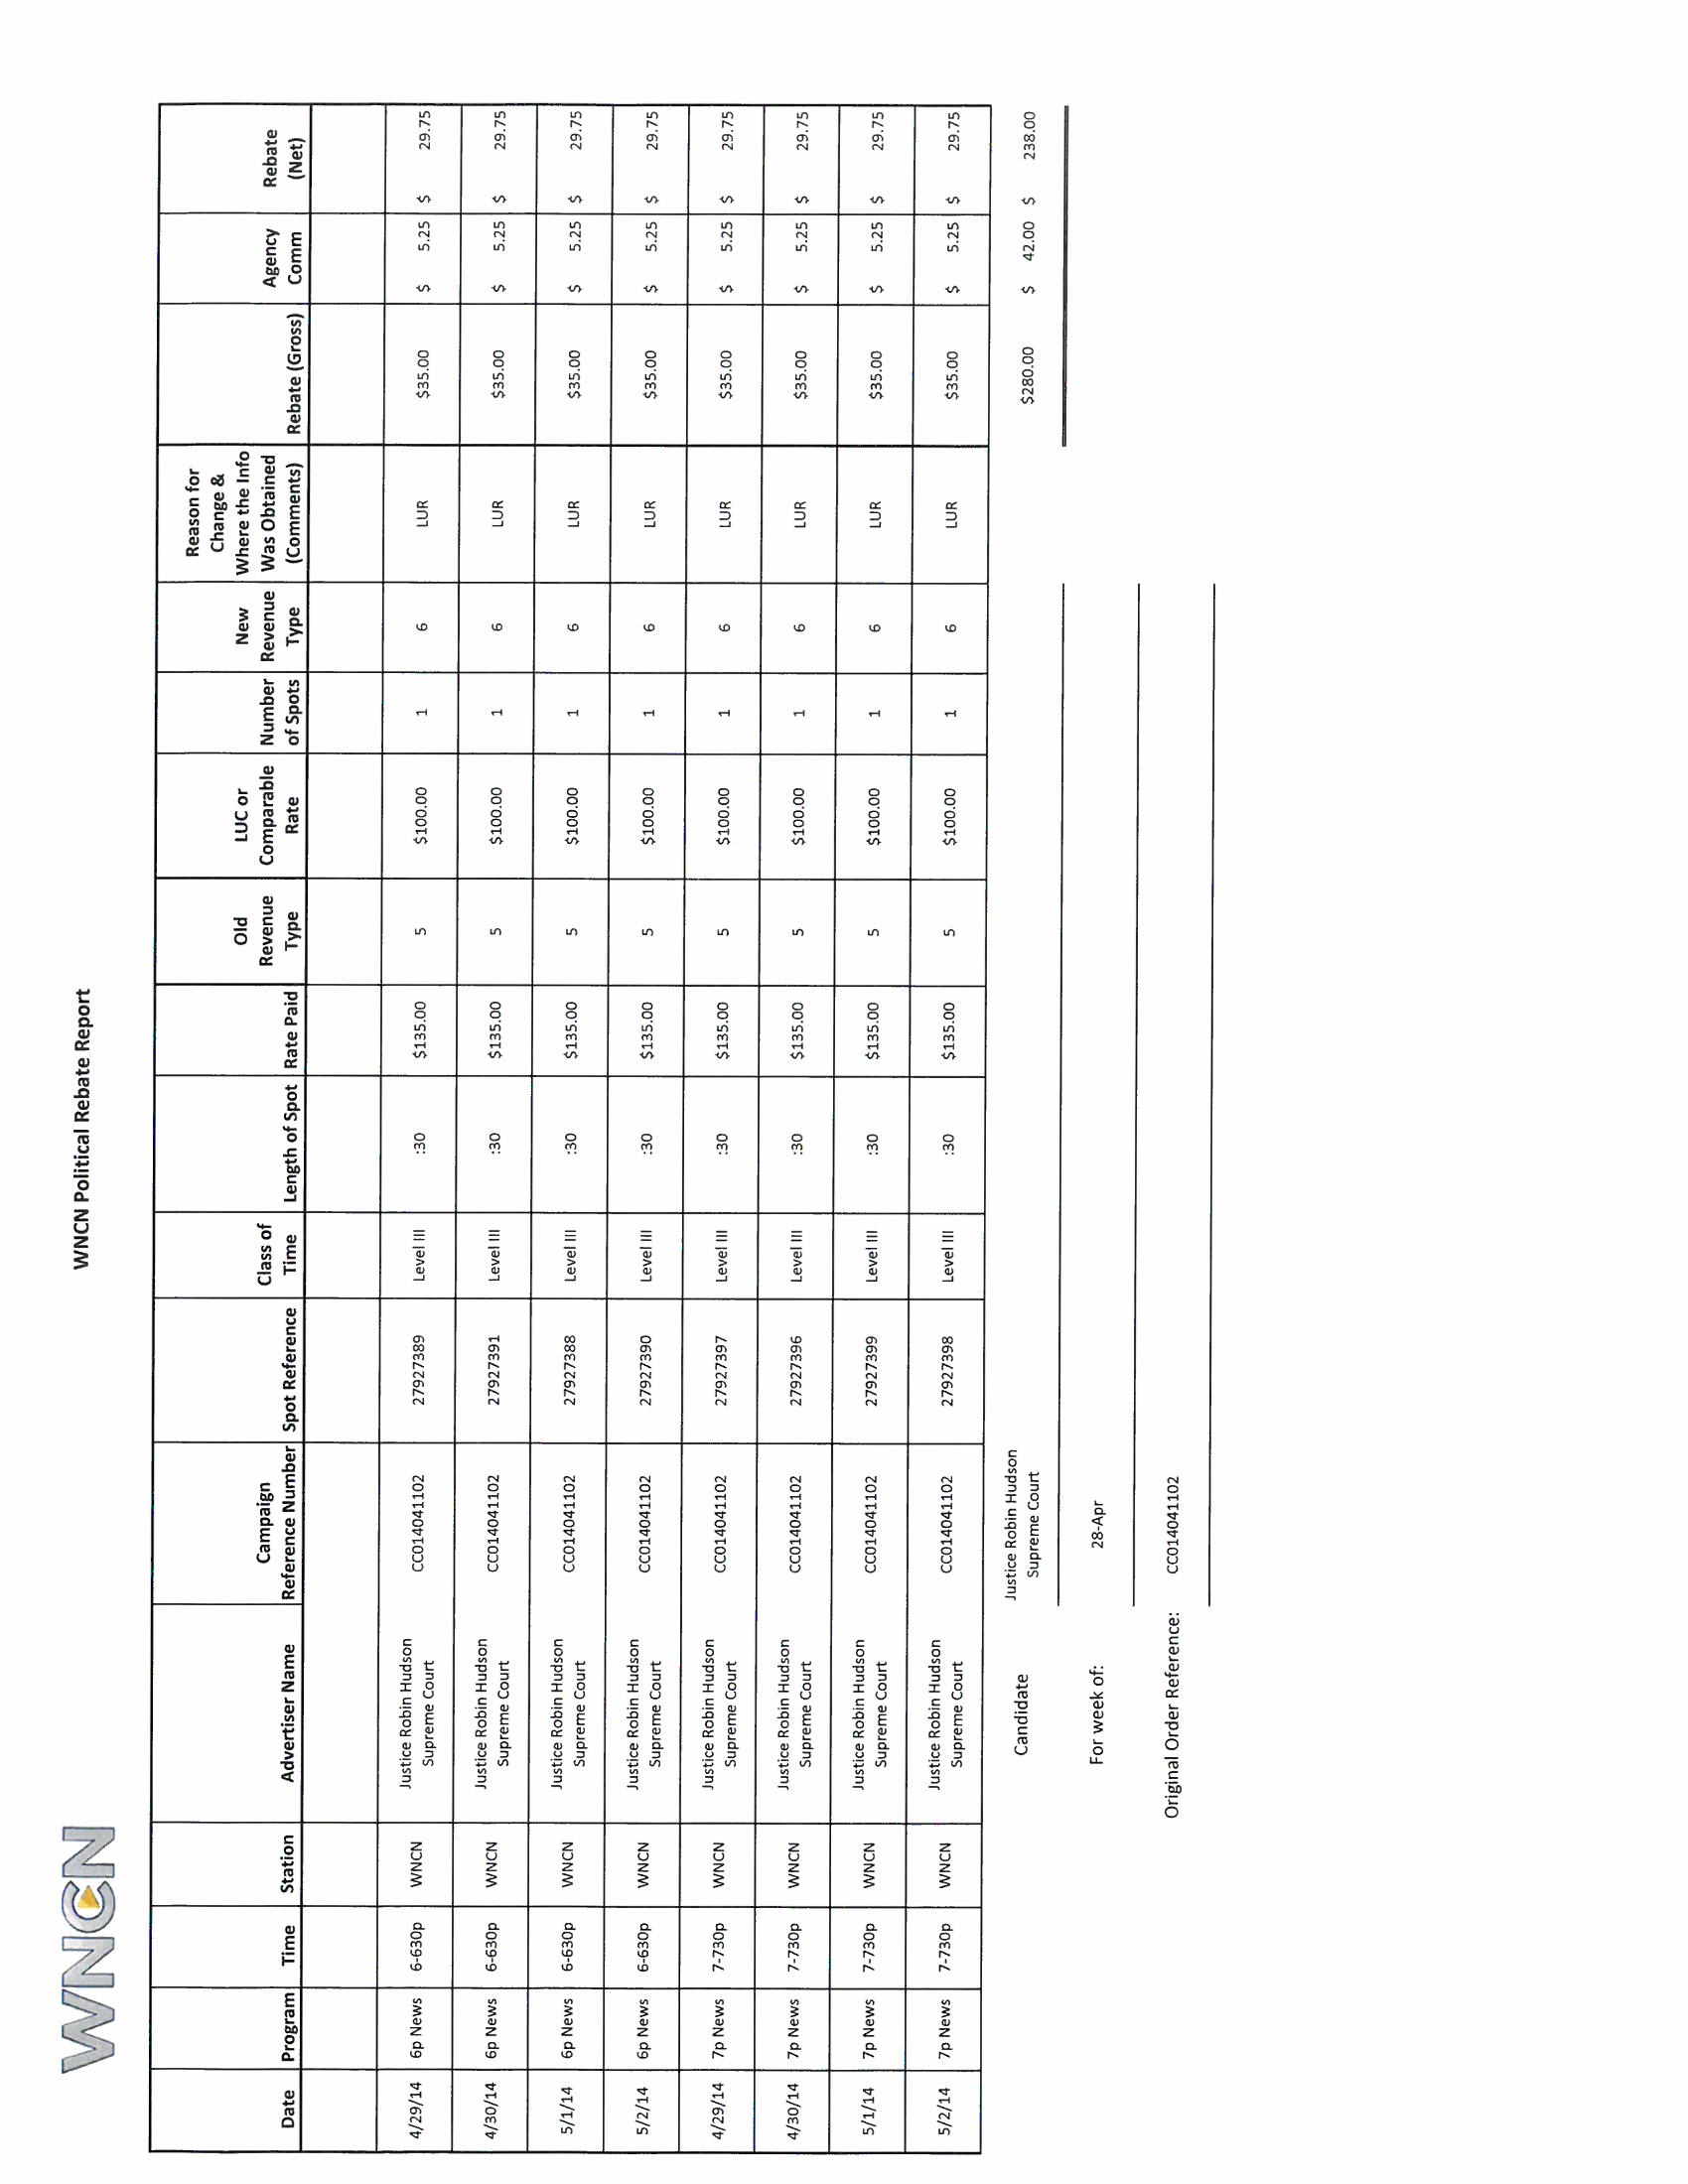 WNCN
WNCN Political Rebate Report
Date Program Time Station Advertiser Name Campaign Reference Number Spot Reference Class of Time Length of Spot Rate Paid Old Revenue Type LUC or Comparable Rate Number of Spots New Revenue Type Reason for Change & Where the Info Was Obtained (Comments) Rebate (Gross) Agency Comm Rebate (Net)
4/29/14 6p News 6-630p WNCN Justice Robin Hudson Supreme Court CC014041102 27927389 Level III :30 $135.00 5 $100.00 1 6 LUR $35.00 $ 5.25 $ 29.75
4/30/14 6p News 6-630p WNCN Justice Robin Hudson Supreme Court CC014041102 27927391 Level III :30 $135.00 5 $100.00 1 6 LUR $35.00 $ 5.25 $ 29.75
5/1/14 6p News 6-630p WNCN Justice Robin Hudson Supreme Court CC014041102 27927388 Level III :30 $135.00 5 $100.00 1 6 LUR $35.00 $ 5.25 $ 29.75
5/2/14 6p News 6-630p WNCN Justice Robin Hudson Supreme Court CC014041102 27927390 Level III :30 $135.00 5 $100.00 1 6 LUR $35.00 $ 5.25 $ 29.75
4/29/14 7p News 7-730p WNCN Justice Robin Hudson Supreme Court CC014041102 27927397 Level III :30 $135.00 5 $100.00 1 6 LUR $35.00 $ 5.25 $ 29.75
4/30/14 7p News 7-730p WNCN Justice Robin Hudson Supreme Court CC014041102 27927396 Level III :30 $135.00 5 $100.00 1 6 LUR $35.00 $ 5.25 $ 29.75
5/1/14 7p News 7-730p WNCN Justice Robin Hudson Supreme Court CC014041102 27927399 Level III :30 $135.00 5 $100.00 1 6 LUR $35.00 $ 5.25 $ 29.75
5/2/14 7p News 7-730p WNCN Justice Robin Hudson Supreme Court CC014041102 27927398 Level III :30 $135.00 5 $100.00 1 6 LUR $35.00 $ 5.25 $ 29.75
Candidate Justice Robin Hudson Supreme Court $280.00 $ 42.00 $ 238.00
For week of: 28-Apr
Original Order Reference: CC014041102